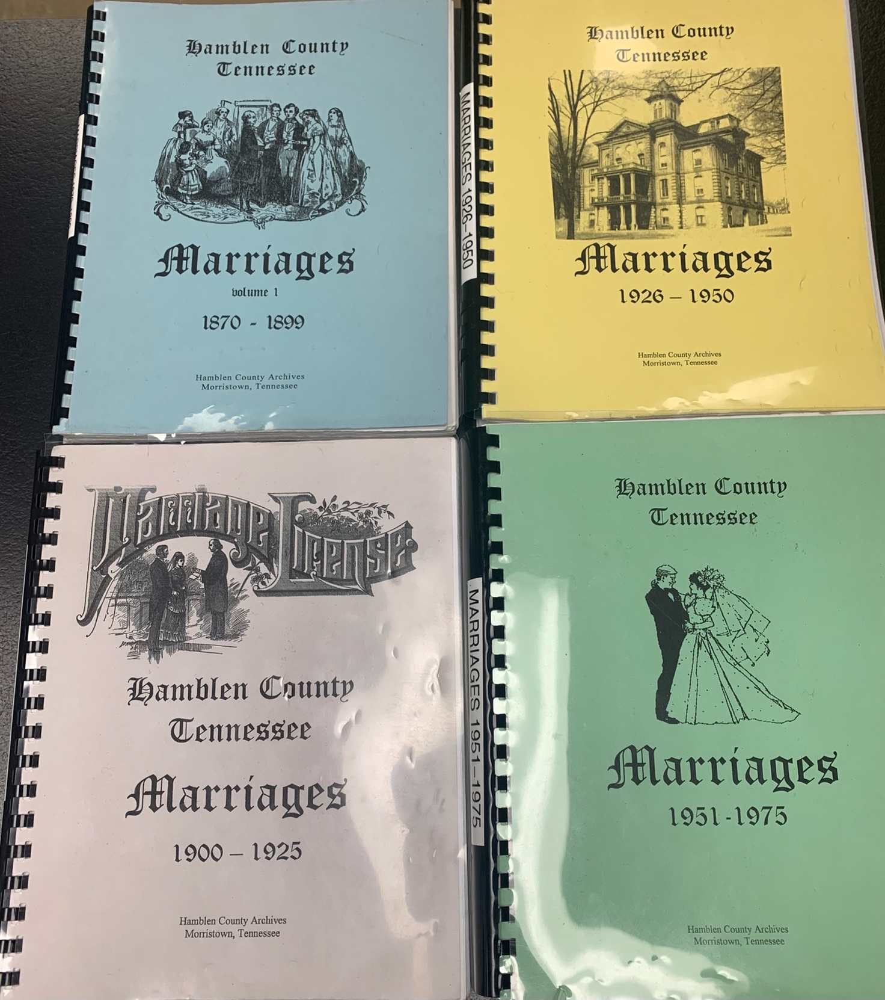 Hamblen County
Tennessee
Marriages
volume 1
1870 - 1899
Hamblen County Archives
Morristown, Tennessee
MARRIAGES 1926-1950
Hamblen County
Tennessee
Marriages
1926 – 1950
Hamblen County Archives
Morristown, Tennessee
Marriage License
Hamblen County
Tennessee
Marriages
1900 – 1925
Hamblen County Archives
Morristown, Tennessee
MARRIAGES 1951-1975
Hamblen County
Tennessee
Marriages
1951 - 1975
Hamblen County Archives
Morristown, Tennessee